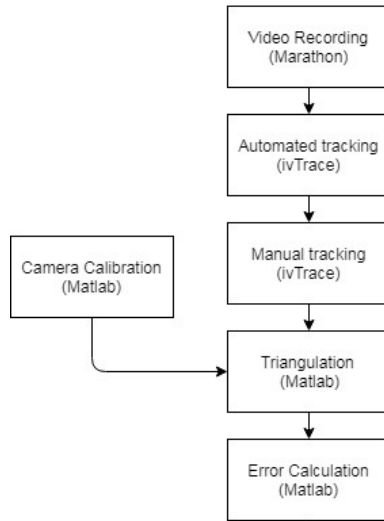 Video Recording
(Marathon)
Automated tracking
(ivTrace)
Manual tracking
(ivTrace)
Camera Calibration
(Matlab)
Triangulation
(Matlab)
Error Calculation
(Matlab)